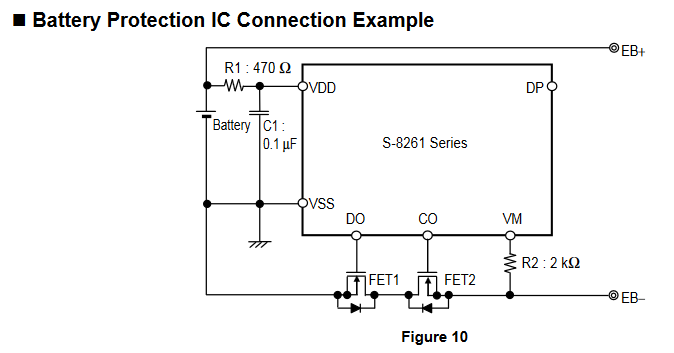 ■ Battery Protection IC Connection Example
EB+
R1 : 470 Ω
VDD
DP
Battery
C1 :
0.1 μF
S-8261 Series
VSS
DO
CO
VM
FET1
FET2
R2 : 2 kΩ
EB−
Figure 10